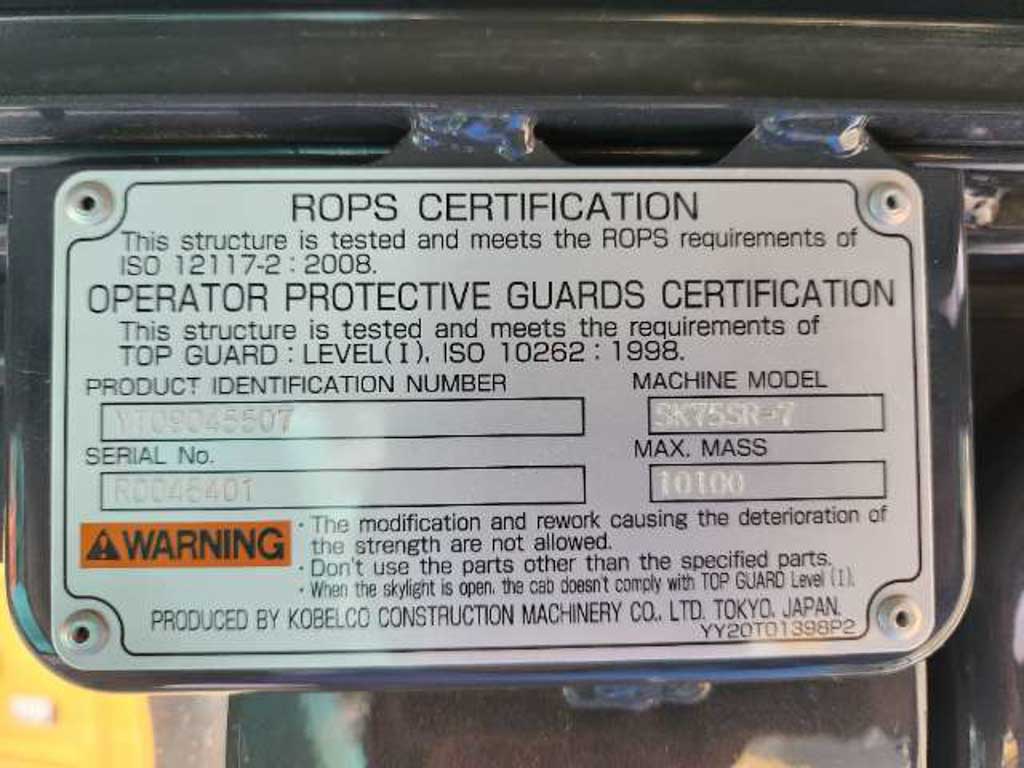 ROPS CERTIFICATION
This structure is tested and meets the ROPS requirements of
ISO 12117-2 : 2008.
OPERATOR PROTECTIVE GUARDS CERTIFICATION
This structure is tested and meets the requirements of
TOP GUARD : LEVEL(I). ISO 10262 : 1998.
PRODUCT IDENTIFICATION NUMBER
MACHINE MODEL
YT09045507
SK75SR-7
SERIAL No.
MAX. MASS
10100
WARNING
· The modification and rework causing the deterioration of
the strength are not allowed.
· Don't use the parts other than the specified parts.
· When the skylight is open, the cab doesn't comply with TOP GUARD Level (I).
PRODUCED BY KOBELCO CONSTRUCTION MACHINERY CO., LTD. TOKYO, JAPAN.
YY20T01398P2